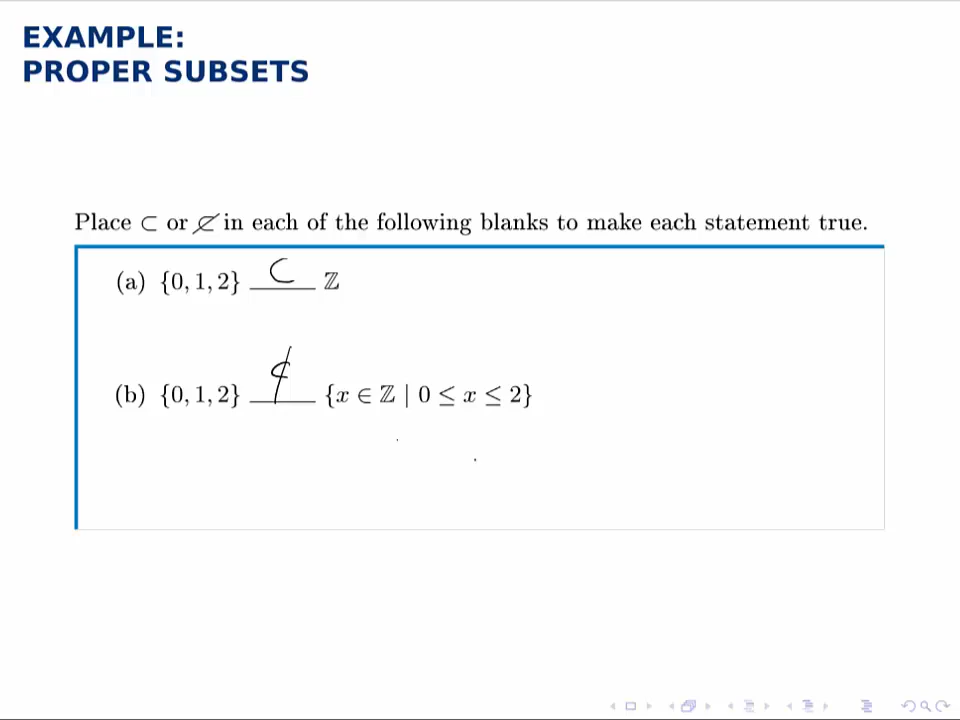 EXAMPLE:
PROPER SUBSETS
Place ⊂ or ⊄ in each of the following blanks to make each statement true.
(a) {0, 1, 2} ⊂ ℤ
(b) {0, 1, 2} ⊄ {x ∈ ℤ | 0 ≤ x ≤ 2}